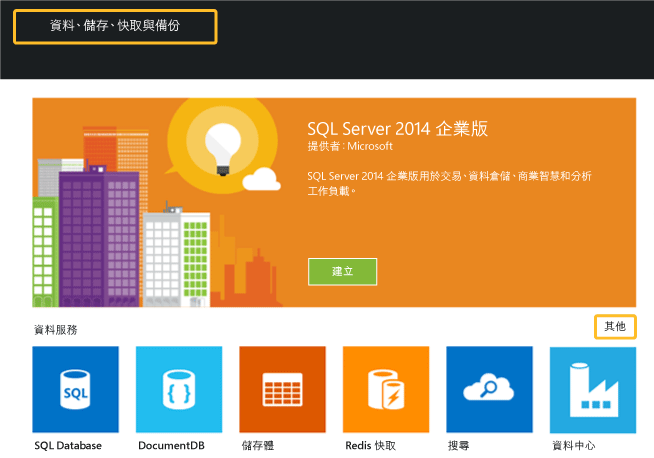 資料、儲存、快取與備份
SQL Server 2014 企業版
提供者：Microsoft
SQL Server 2014 企業版用於交易、資料倉儲、商業智慧和分析
工作負載。
建立
資料服務
其他
SQL
{ }
SQL Database
DocumentDB
儲存體
Redis 快取
搜尋
資料中心